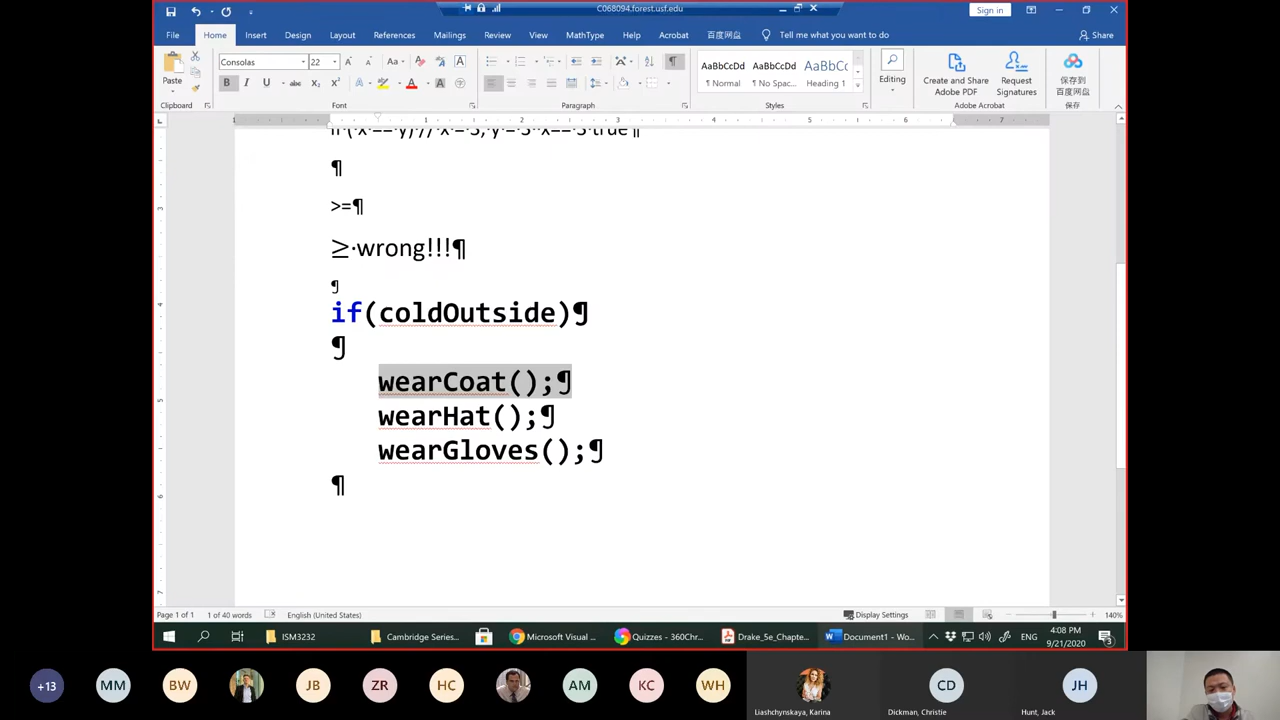 C068094.forest.usf.edu
Sign in
File Home Insert Design Layout References Mailings Review View MathType Help Acrobat 百度网盘 Tell me what you want to do Share
Consolas 22
Paste
Clipboard
Font
Paragraph
AaBbCcDd AaBbCcDd AaBbCc
¶ Normal ¶ No Spac... Heading 1
Styles
Editing
Create and Share Adobe PDF
Request Signatures
Adobe Acrobat
保存到 百度网盘
保存
¶
>=¶
≥·wrong!!!¶
¶
if(coldOutside)¶
¶
wearCoat();¶
wearHat();¶
wearGloves();¶
¶
Page 1 of 1 1 of 40 words English (United States) Display Settings 140%
ISM3232 Cambridge Series... Microsoft Visual ... Quizzes - 360Chr... Drake_5e_Chapte... Document1 - Wo... ENG 4:08 PM
9/21/2020
+13 MM BW JB ZR HC AM KC WH CD JH
Liashchynskaya, Karina Dickman, Christie Hunt, Jack